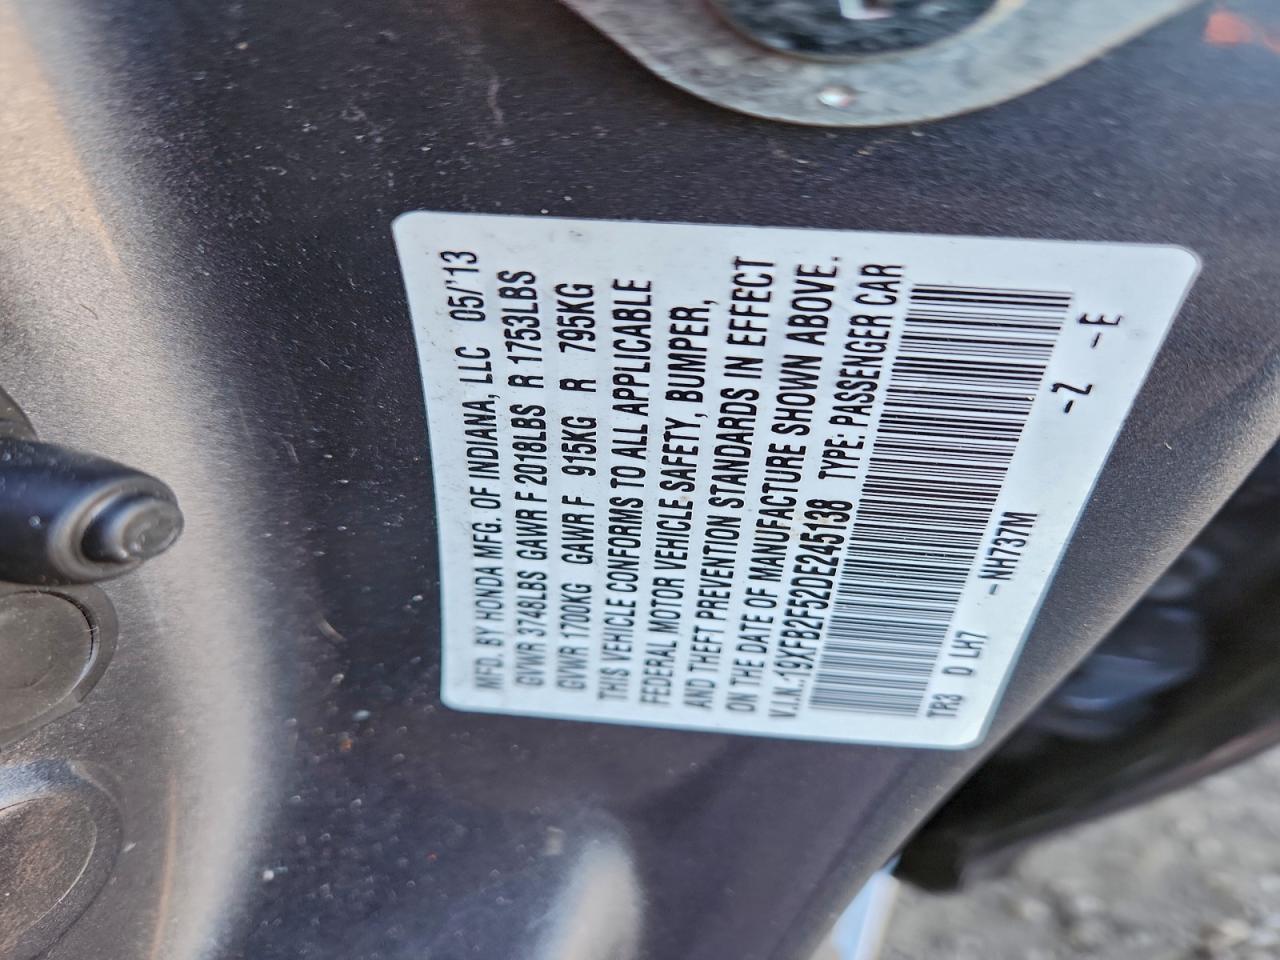 MFD. BY HONDA MFG. OF INDIANA, LLC 05/'13
GVWR 3748LBS GAWR F 2018LBS R 1753LBS
GVWR 1700KG GAWR F 915KG R 795KG
THIS VEHICLE CONFORMS TO ALL APPLICABLE
FEDERAL MOTOR VEHICLE SAFETY, BUMPER,
AND THEFT PREVENTION STANDARDS IN EFFECT
ON THE DATE OF MANUFACTURE SHOWN ABOVE.
V.I.N.:19XFB2F52DE245138 TYPE: PASSENGER CAR
TR3 D LH7 -NH737M -Z -E